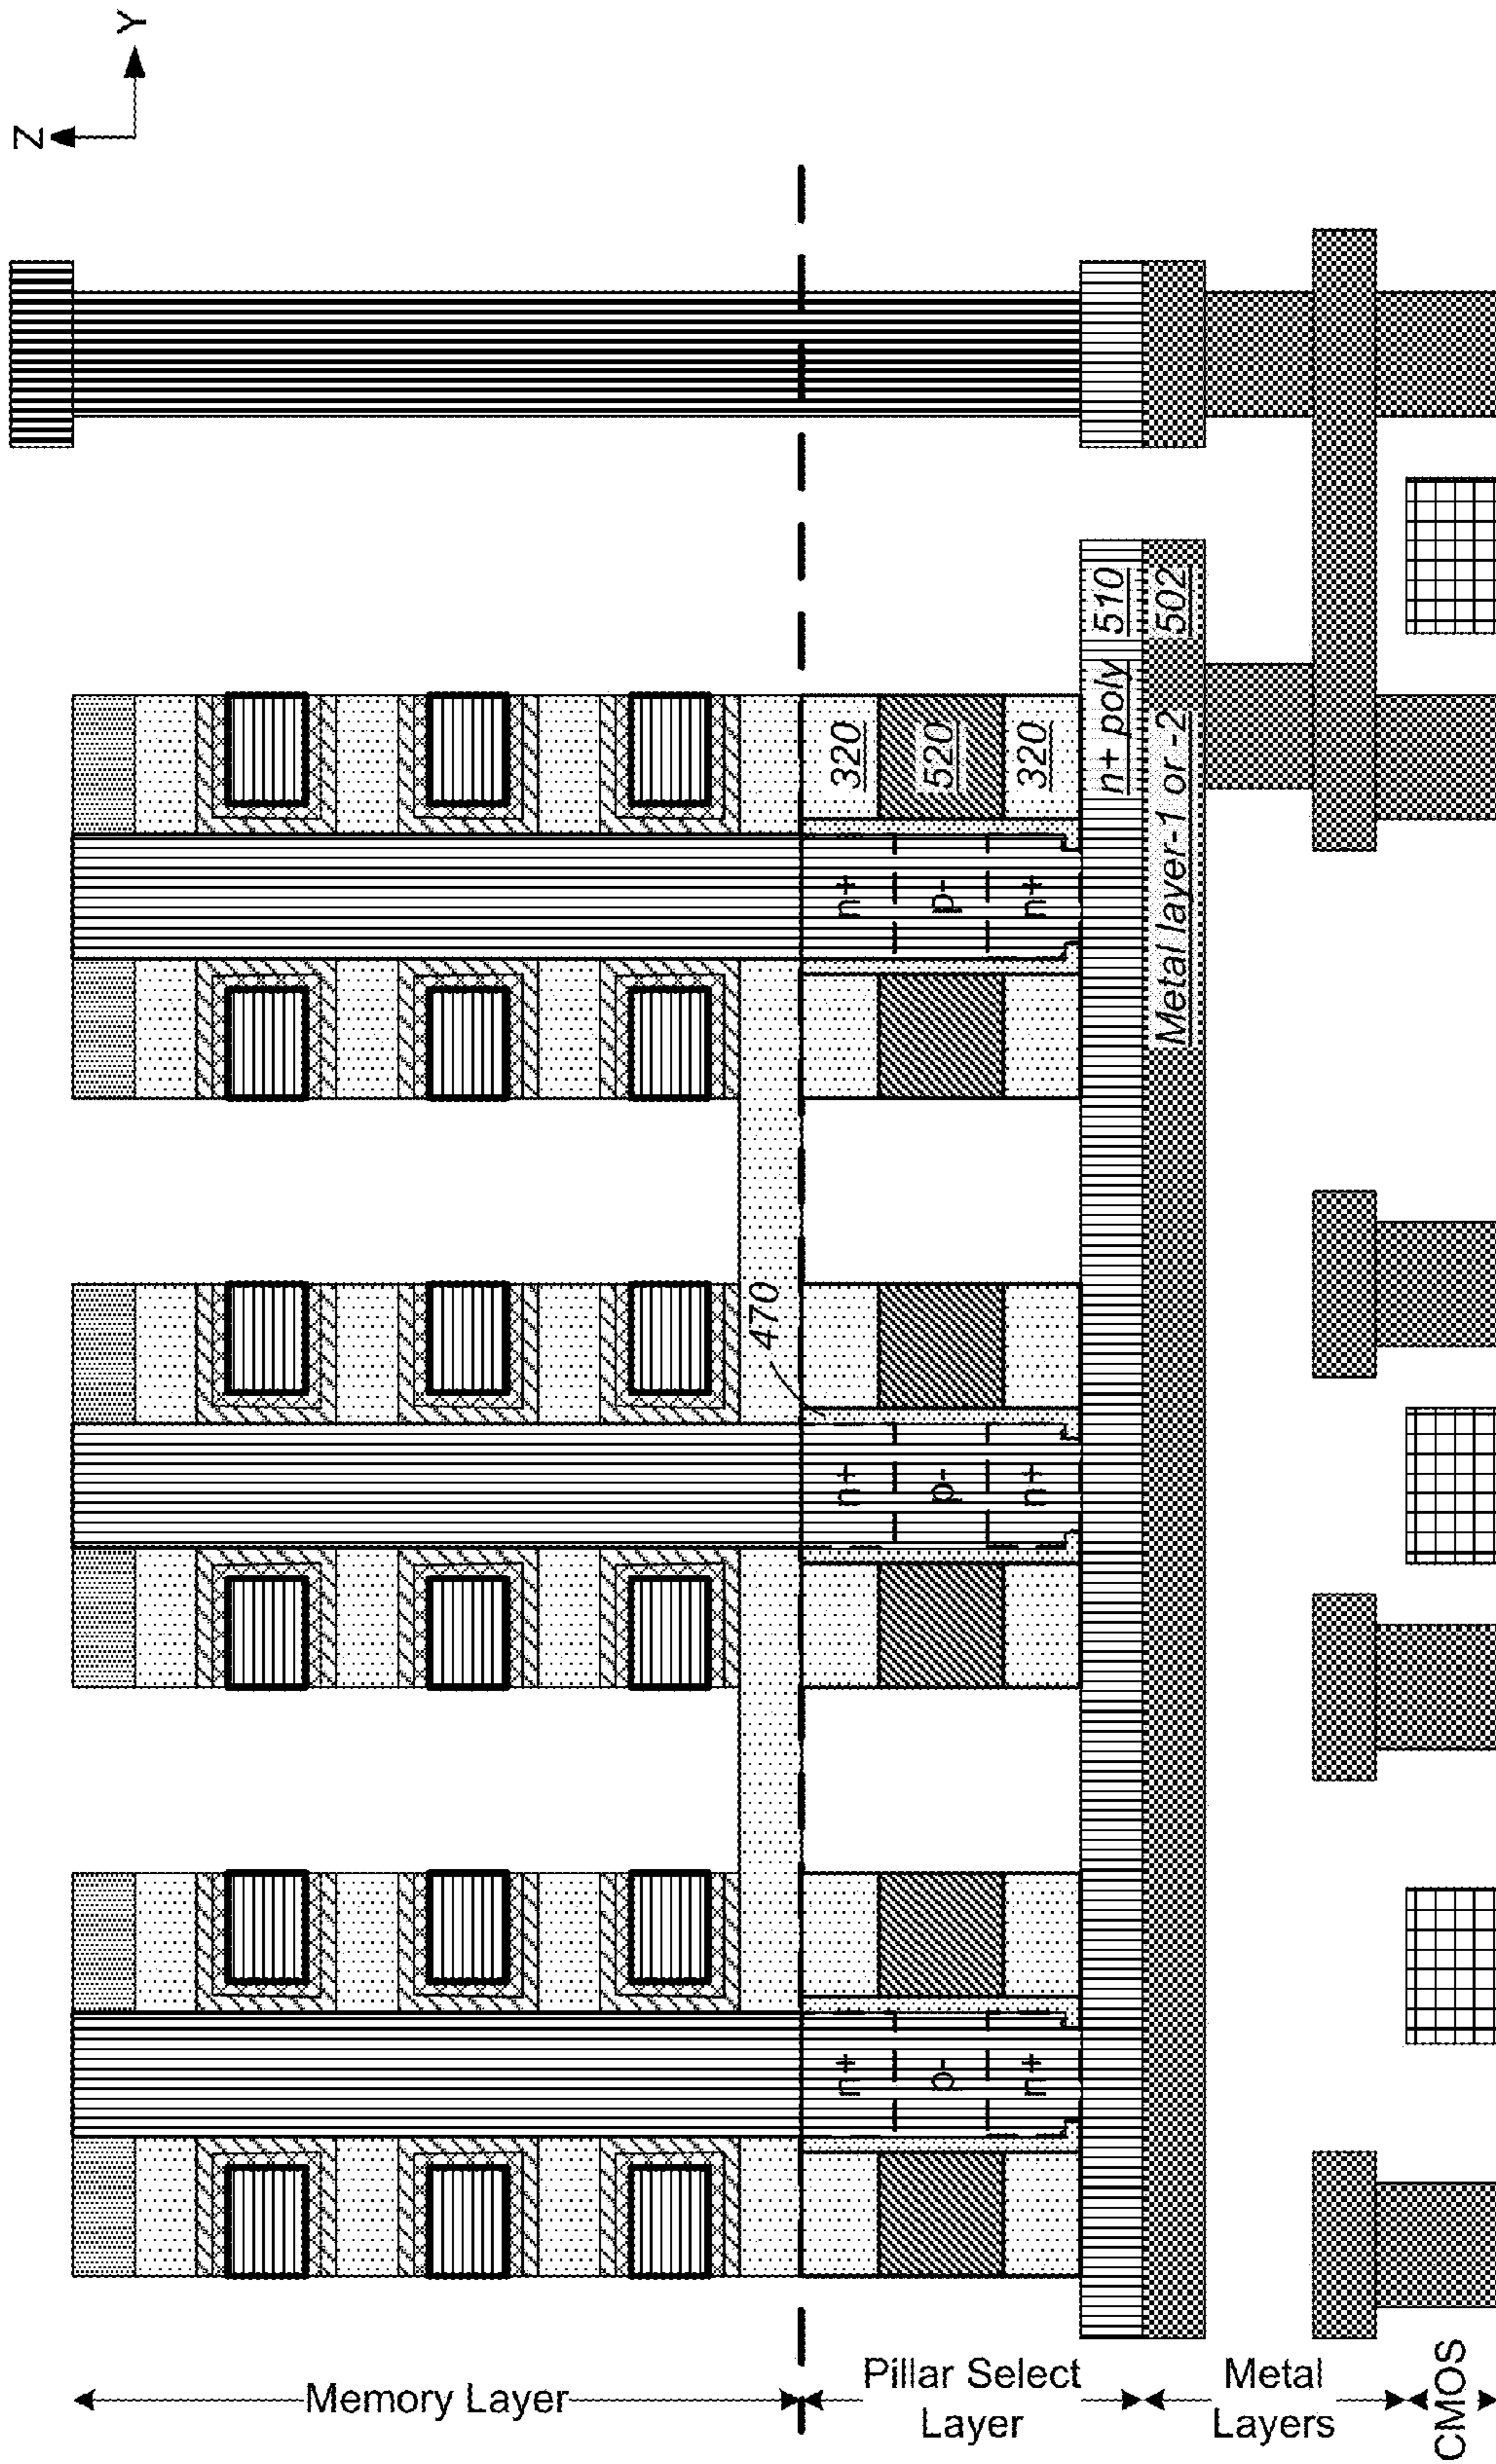 Z
Y
Memory Layer
470
n+
p-
n+
n+
p-
n+
n+
p-
n+
320
520
320
n+ poly 510
Metal layer-1 or -2 502
Pillar Select
Layer
Metal
Layers
CMOS